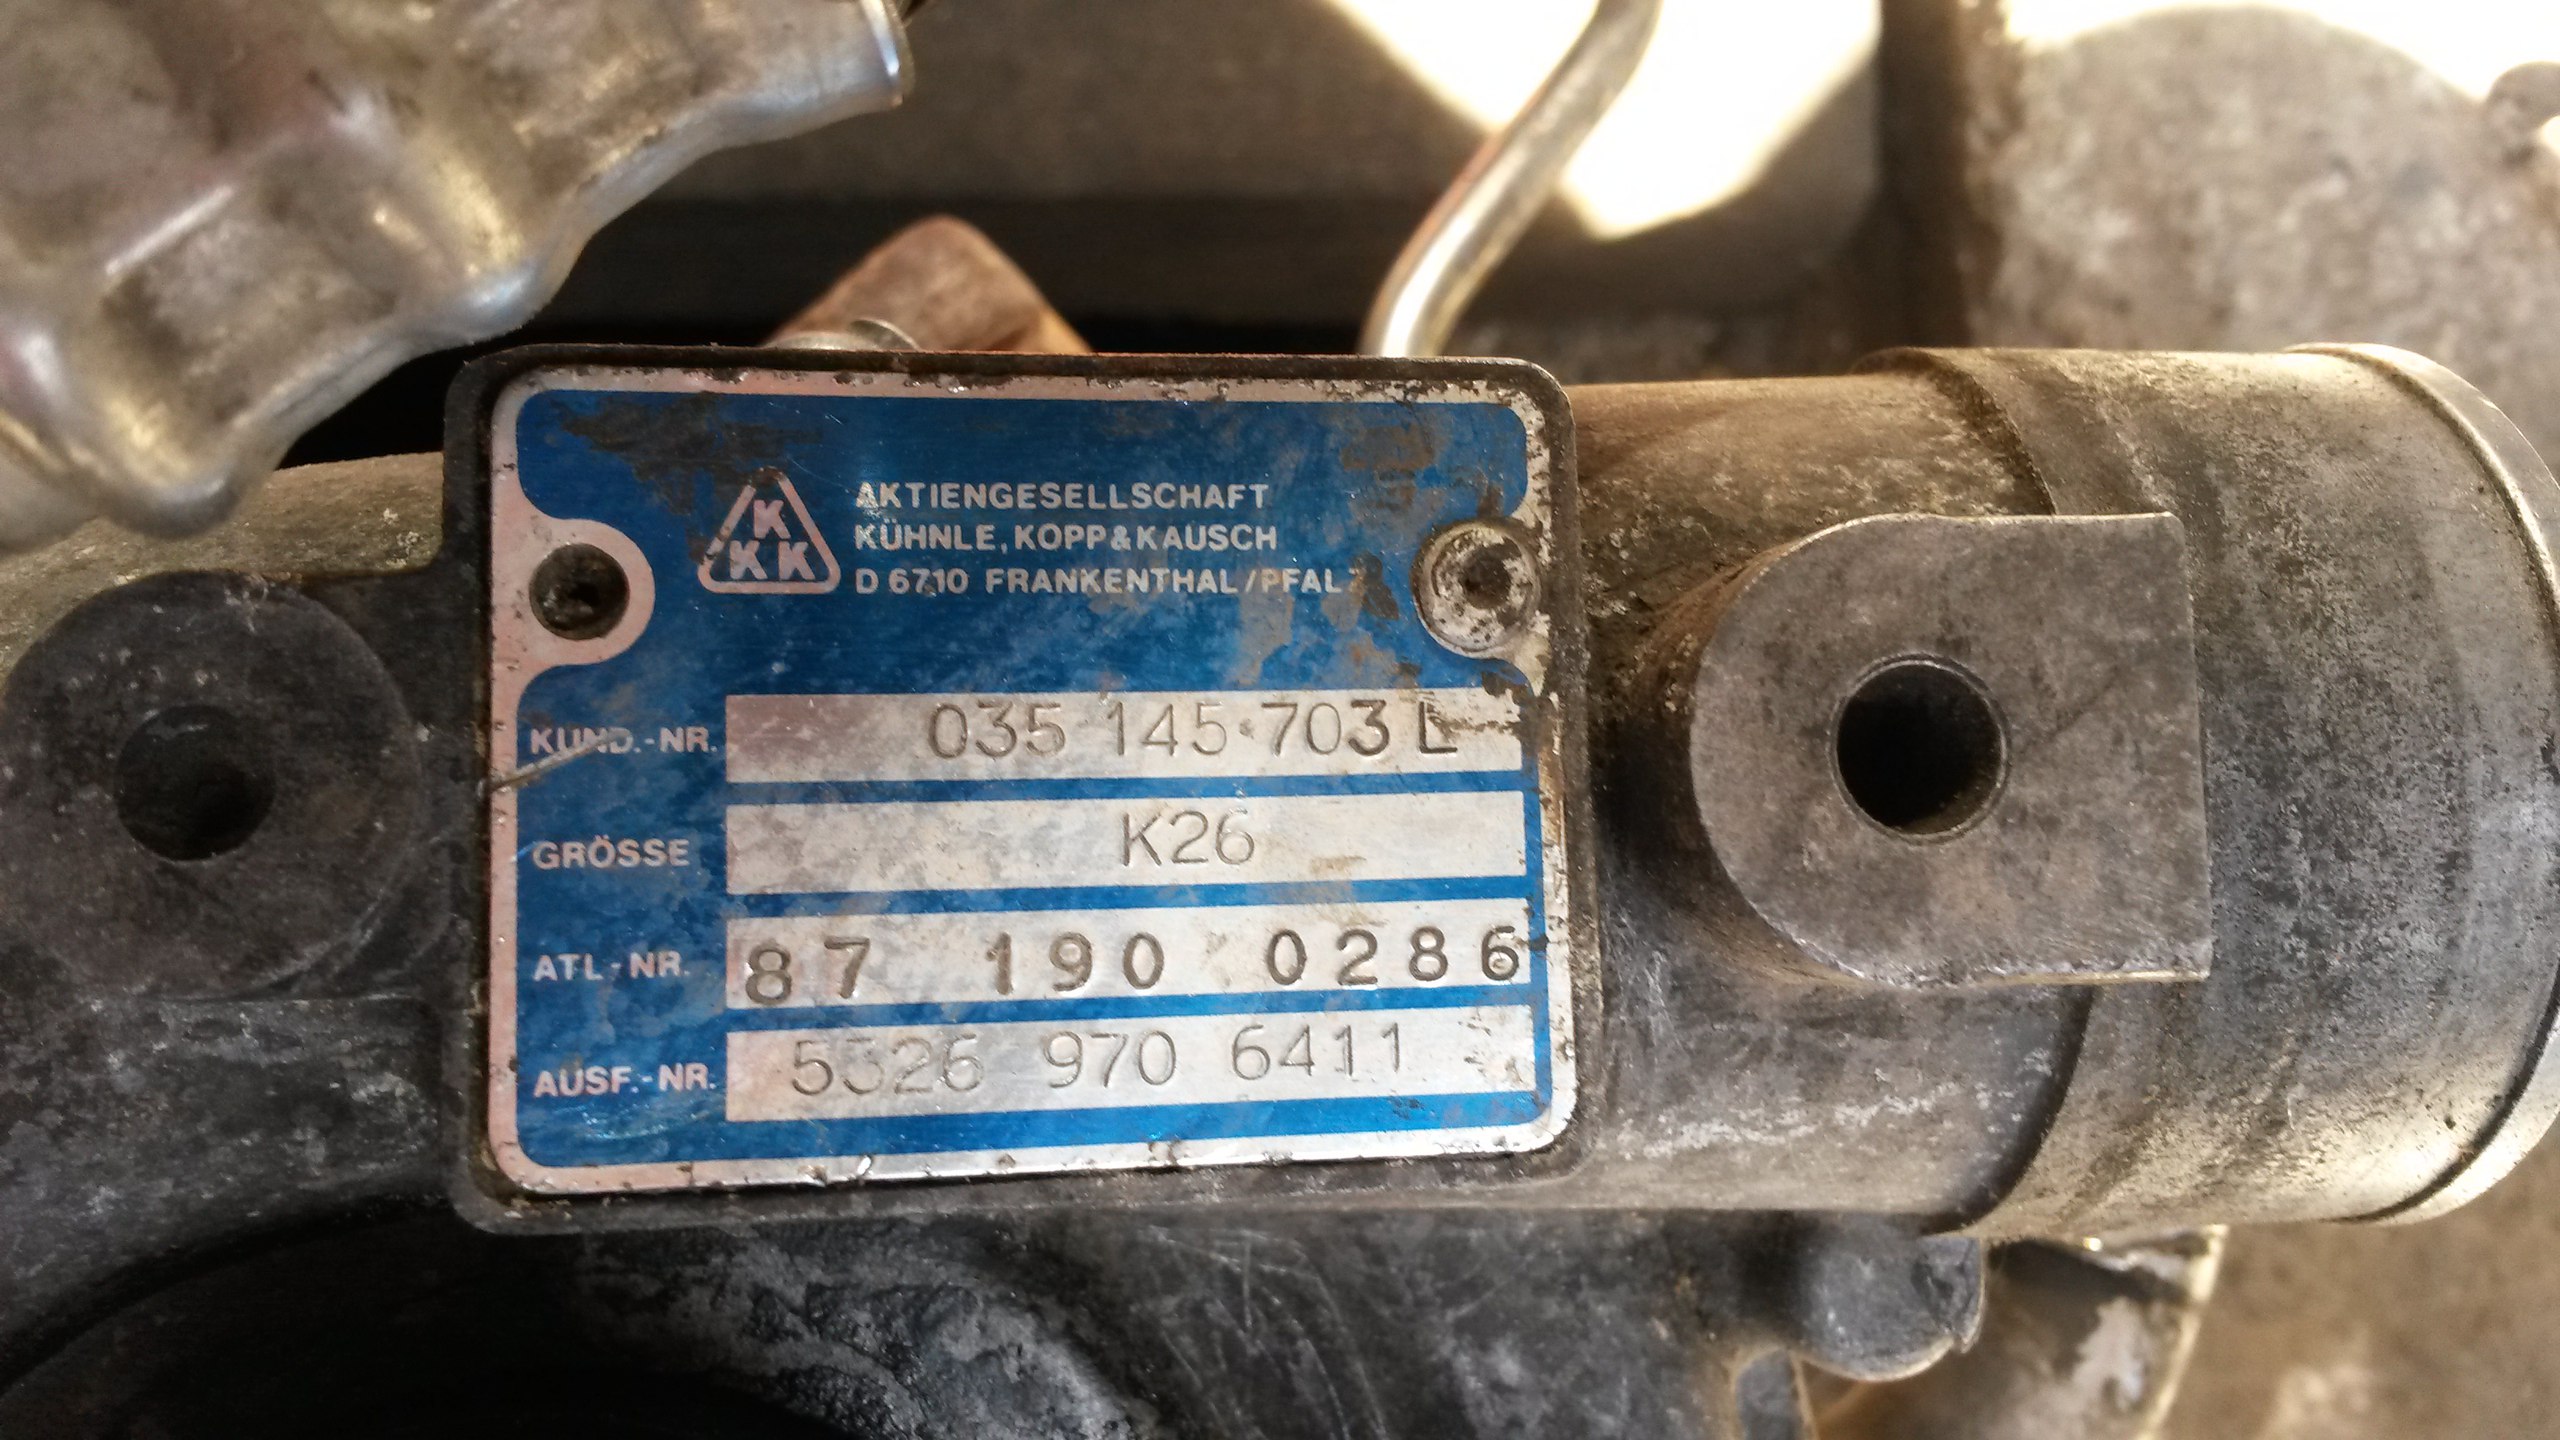 K
KKK
AKTIENGESELLSCHAFT
KÜHNLE, KOPP & KAUSCH
D 6710 FRANKENTHAL/PFALZ
KUND.-NR. 035 145 703 L
GRÖSSE K26
ATL-NR. 87 190 0286
AUSF.-NR. 5326 970 6411